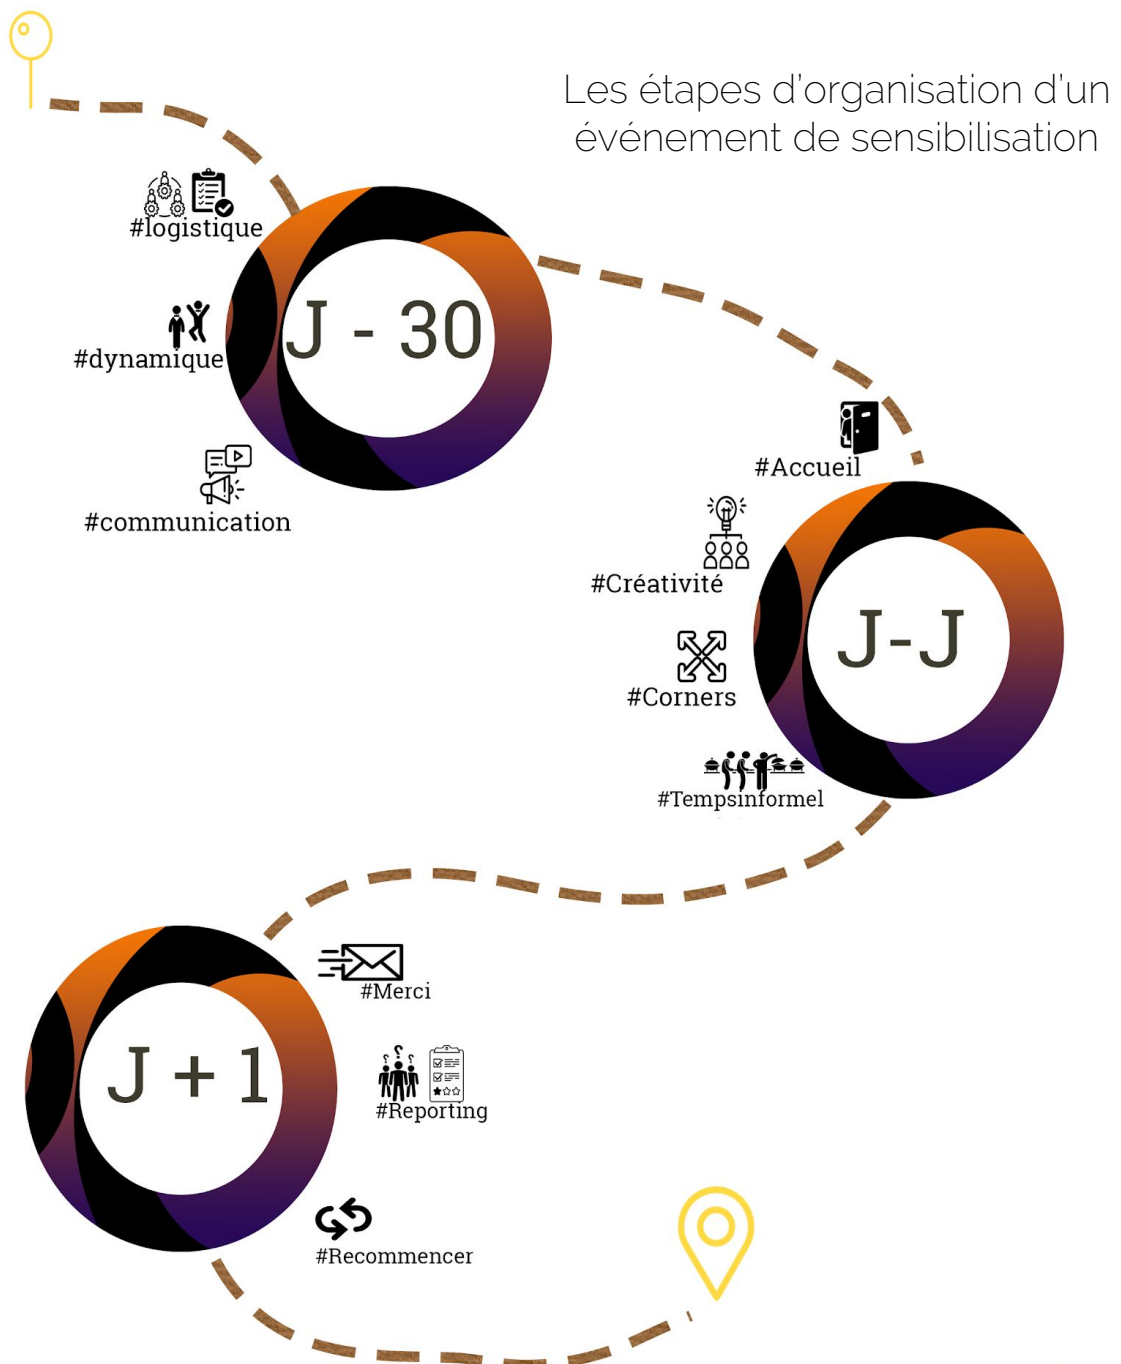 Les étapes d'organisation d'un
événement de sensibilisation
#logistique
J - 30
#dynamique
#communication
#Accueil
#Créativité
J-J
#Corners
#Tempsinformel
#Merci
J + 1
#Reporting
#Recommencer